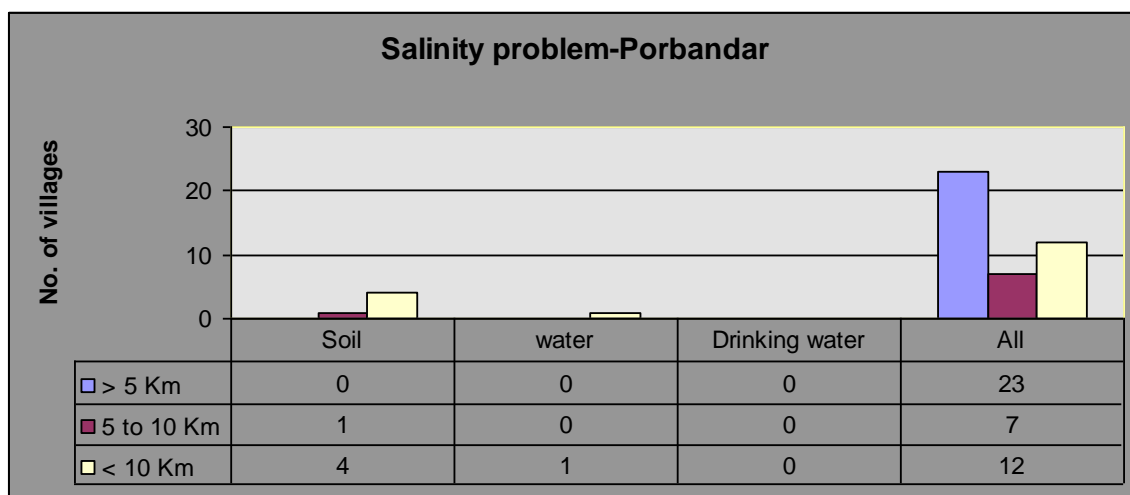 Salinity problem-Porbandar
No. of villages
30
20
10
0
Soil water Drinking water All
> 5 Km 0 0 0 23
5 to 10 Km 1 0 0 7
< 10 Km 4 1 0 12